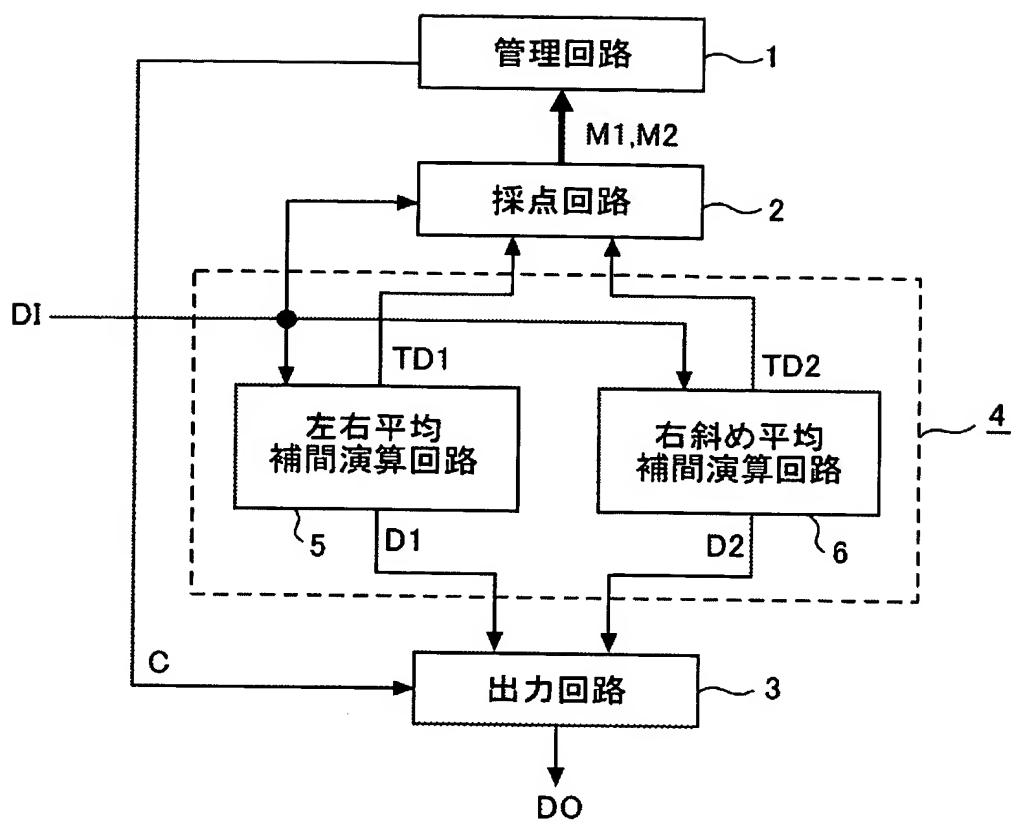 管理回路
1
M1,M2
採点回路
2
DI
TD1
TD2
左右平均
補間演算回路
右斜め平均
補間演算回路
4
5
D1
D2
6
C
出力回路
3
DO